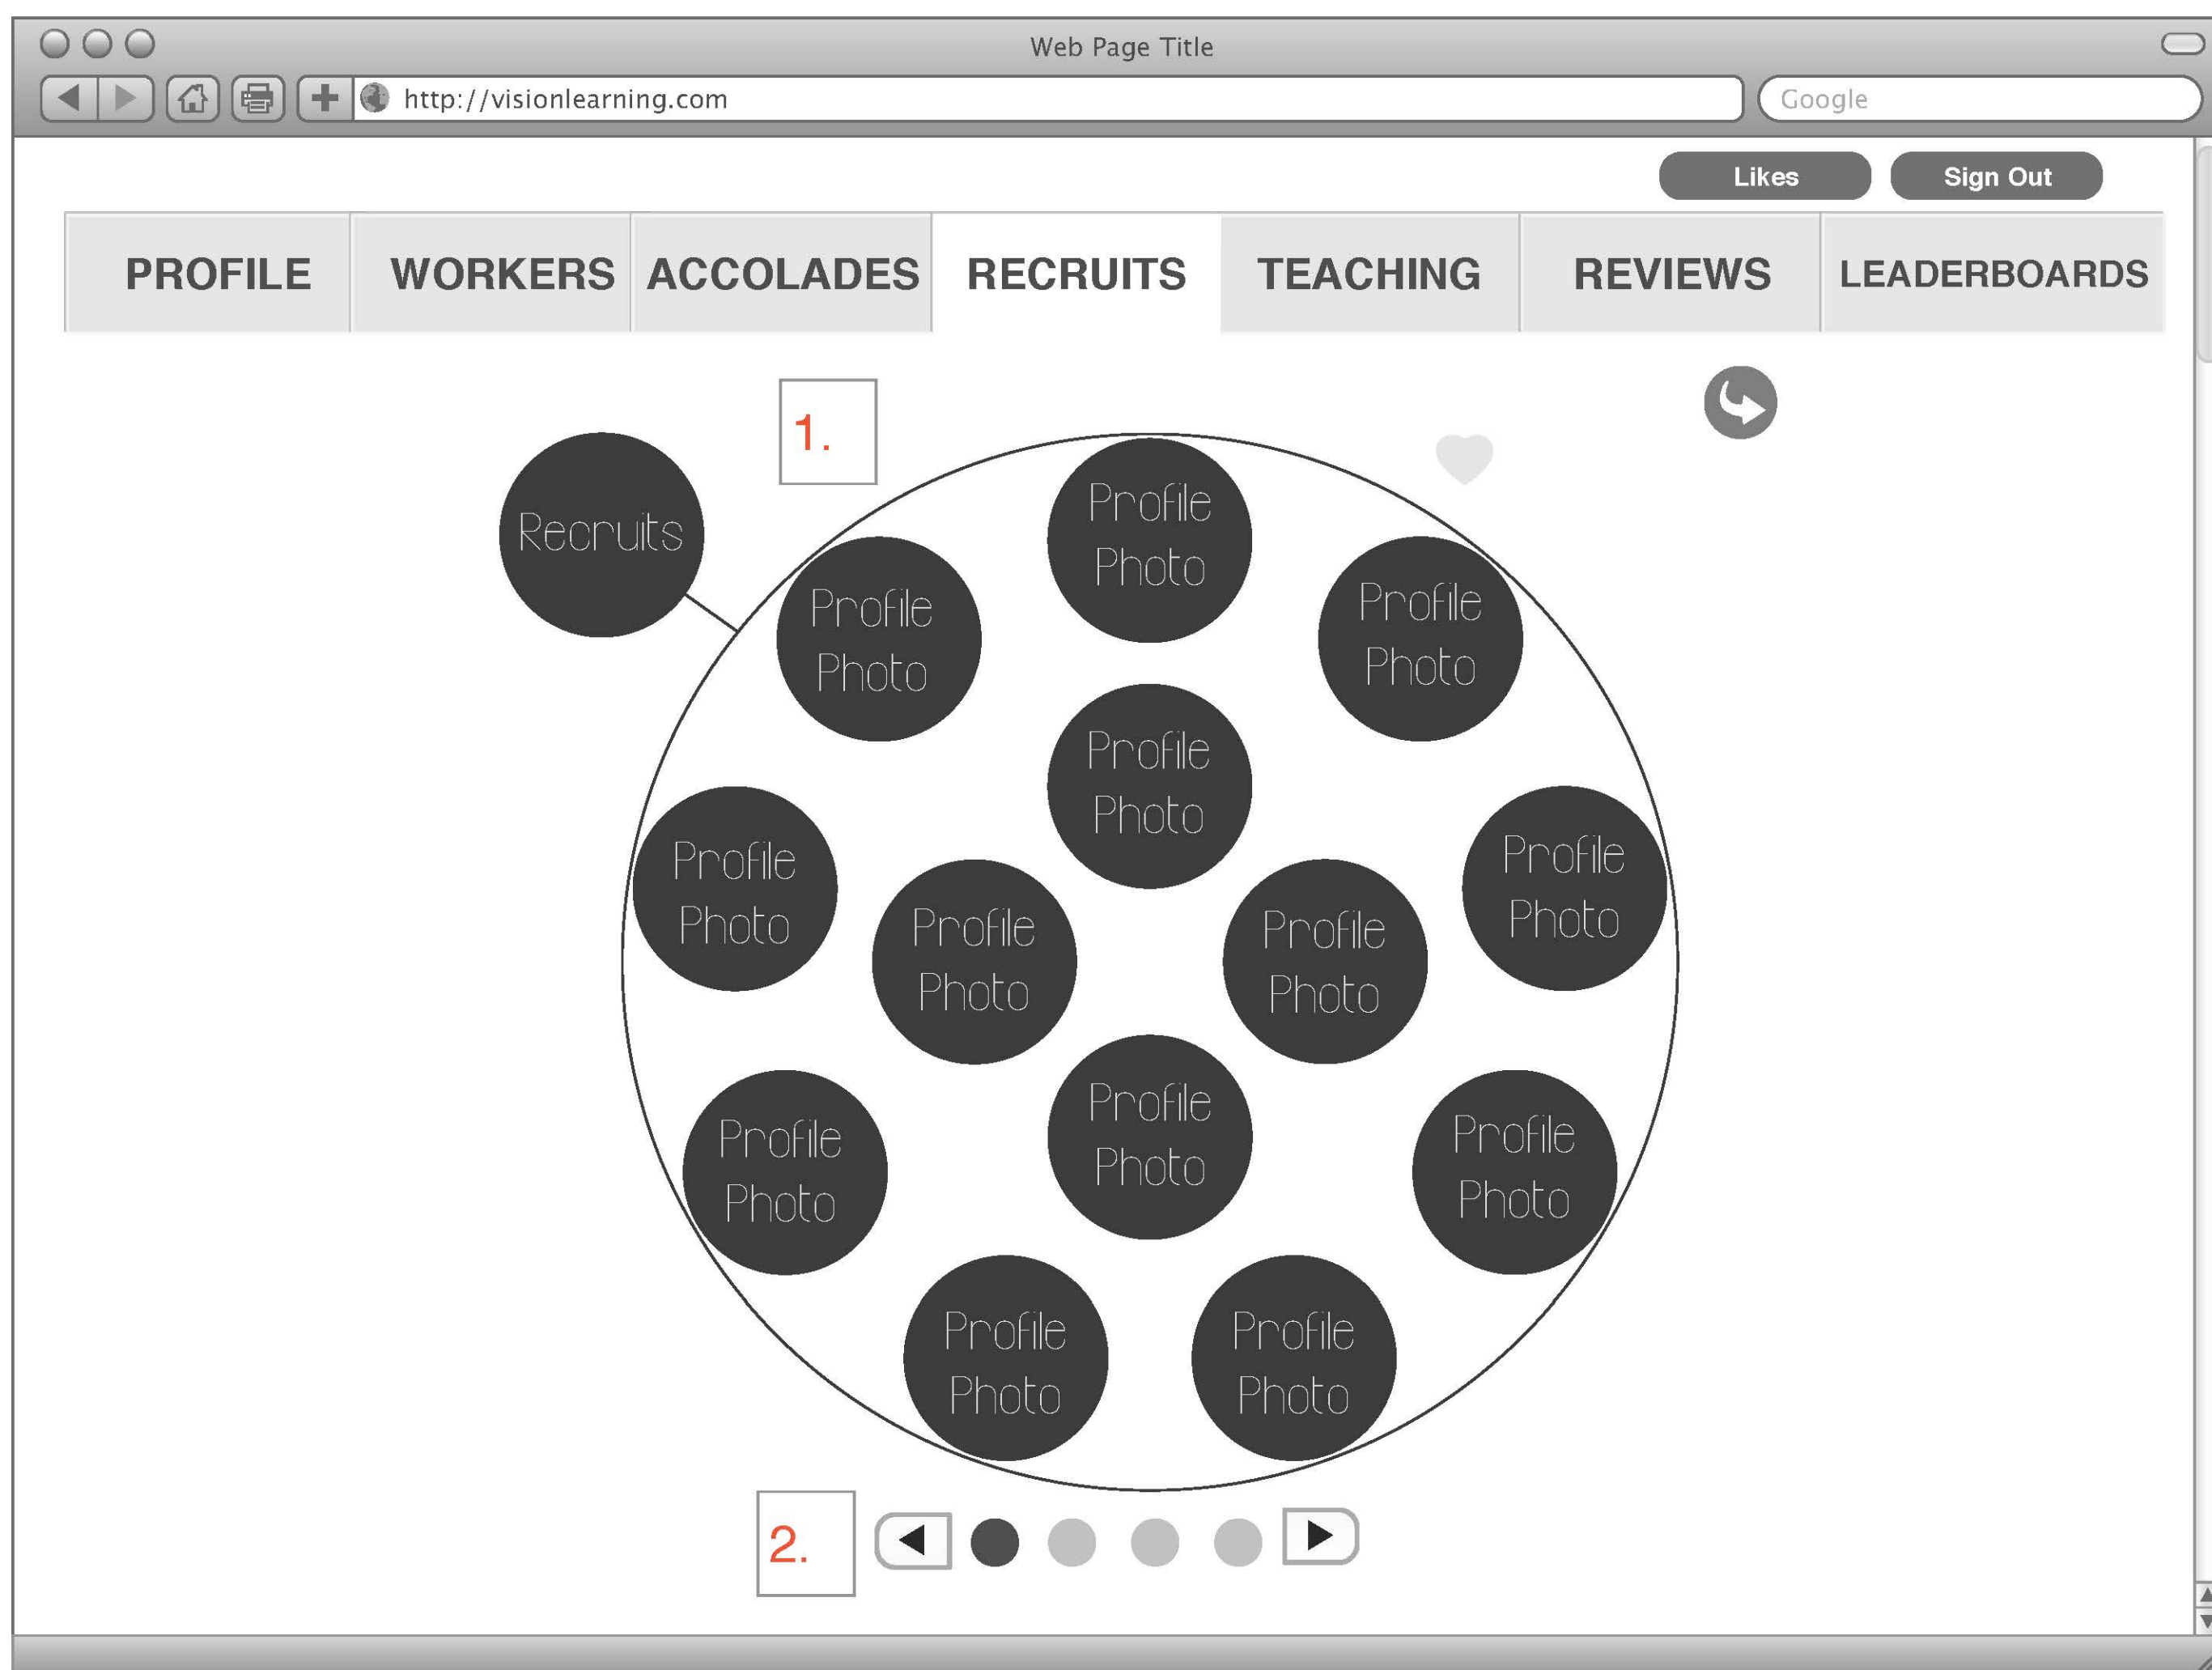 Web Page Title
http://visionlearning.com
Google
Likes
Sign Out
PROFILE
WORKERS
ACCOLADES
RECRUITS
TEACHING
REVIEWS
LEADERBOARDS
1.
Recruits
Profile
Photo
Profile
Photo
Profile
Photo
Profile
Photo
Profile
Photo
Profile
Photo
Profile
Photo
Profile
Photo
Profile
Photo
Profile
Photo
Profile
Photo
Profile
Photo
Profile
Photo
2.